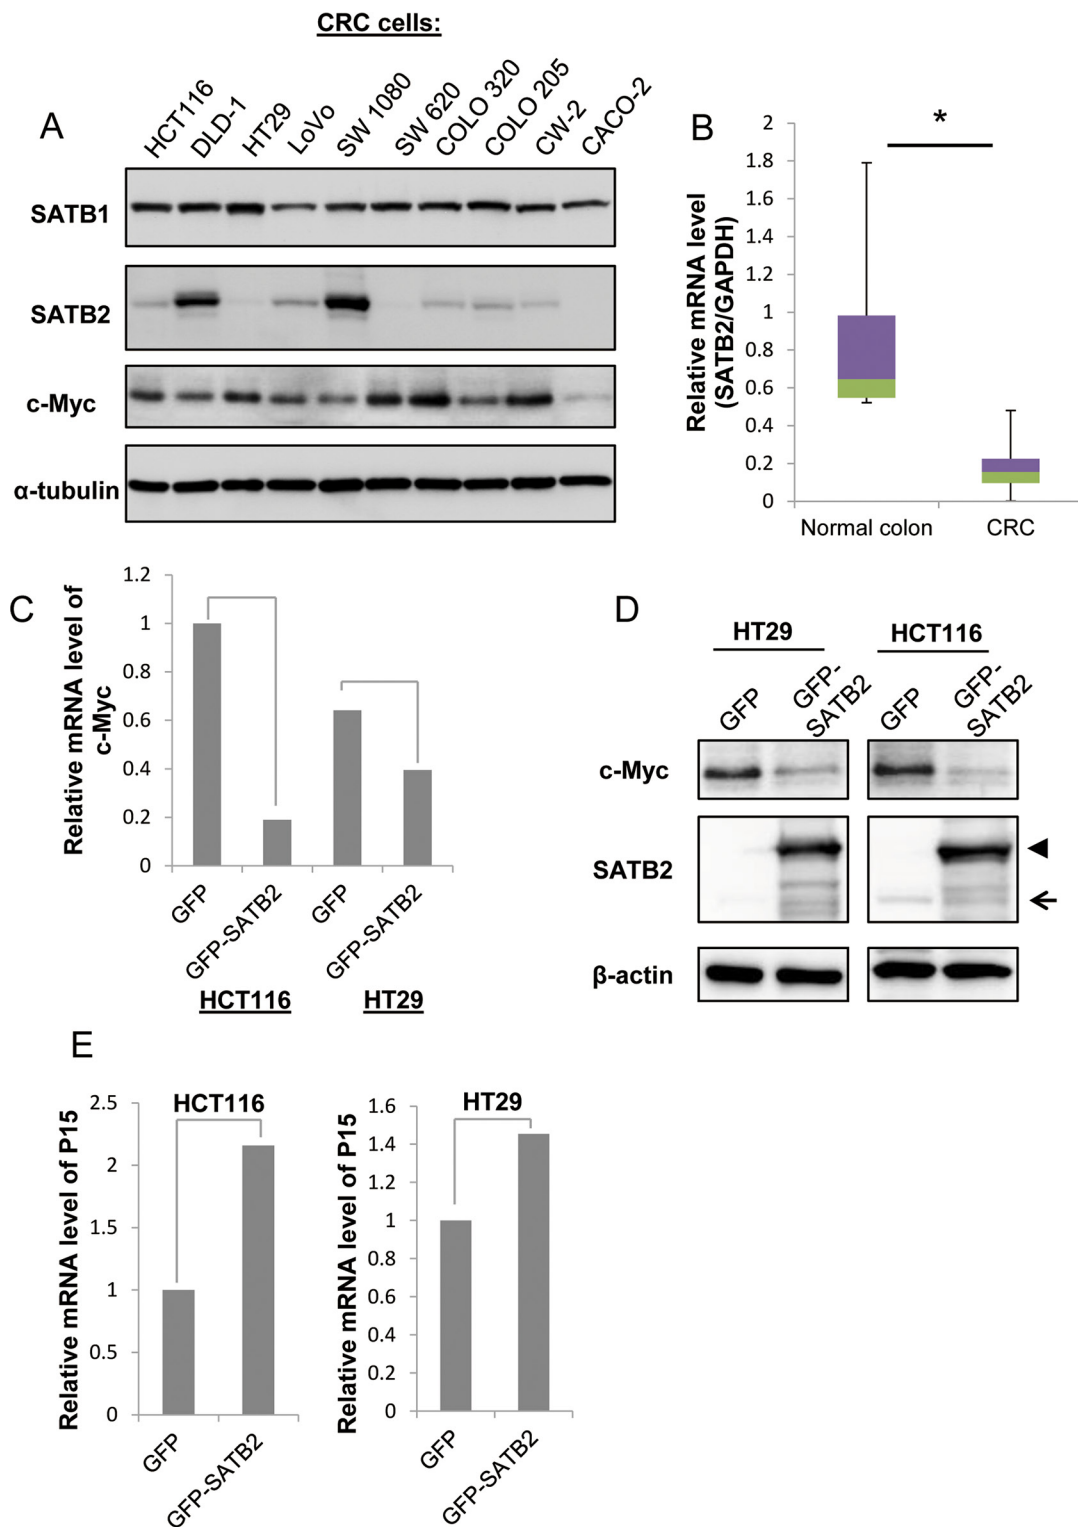 CRC cells:
A
HCT116
DLD-1
HT29
LoVo
SW 1080
SW 620
COLO 320
COLO 205
CW-2
CACO-2
SATB1
SATB2
c-Myc
α-tubulin
B
Relative mRNA level
(SATB2/GAPDH)
2
1.8
1.6
1.4
1.2
1
0.8
0.6
0.4
0.2
0
*
Normal colon
CRC
C
Relative mRNA level of
c-Myc
1.2
1
0.8
0.6
0.4
0.2
0
GFP
GFP-SATB2
GFP
GFP-SATB2
HCT116
HT29
D
HT29
HCT116
GFP
GFP-
SATB2
GFP
GFP-
SATB2
c-Myc
SATB2
β-actin
E
Relative mRNA level of P15
HCT116
2.5
2
1.5
1
0.5
0
GFP
GFP-SATB2
Relative mRNA level of P15
HT29
1.6
1.4
1.2
1
0.8
0.6
0.4
0.2
0
GFP
GFP-SATB2